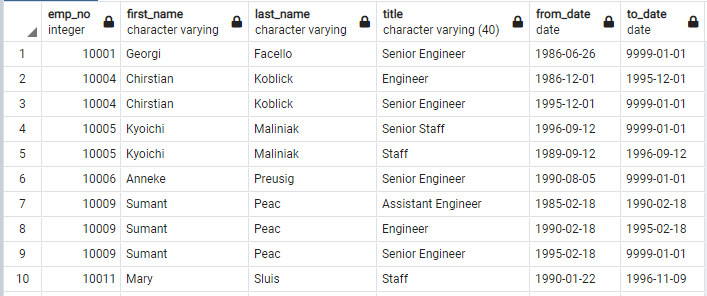 emp_no first_name last_name title from_date to_date
integer character varying character varying character varying (40) date date
1 10001 Georgi Facello Senior Engineer 1986-06-26 9999-01-01
2 10004 Chirstian Koblick Engineer 1986-12-01 1995-12-01
3 10004 Chirstian Koblick Senior Engineer 1995-12-01 9999-01-01
4 10005 Kyoichi Maliniak Senior Staff 1996-09-12 9999-01-01
5 10005 Kyoichi Maliniak Staff 1989-09-12 1996-09-12
6 10006 Anneke Preusig Senior Engineer 1990-08-05 9999-01-01
7 10009 Sumant Peac Assistant Engineer 1985-02-18 1990-02-18
8 10009 Sumant Peac Engineer 1990-02-18 1995-02-18
9 10009 Sumant Peac Senior Engineer 1995-02-18 9999-01-01
10 10011 Mary Sluis Staff 1990-01-22 1996-11-09